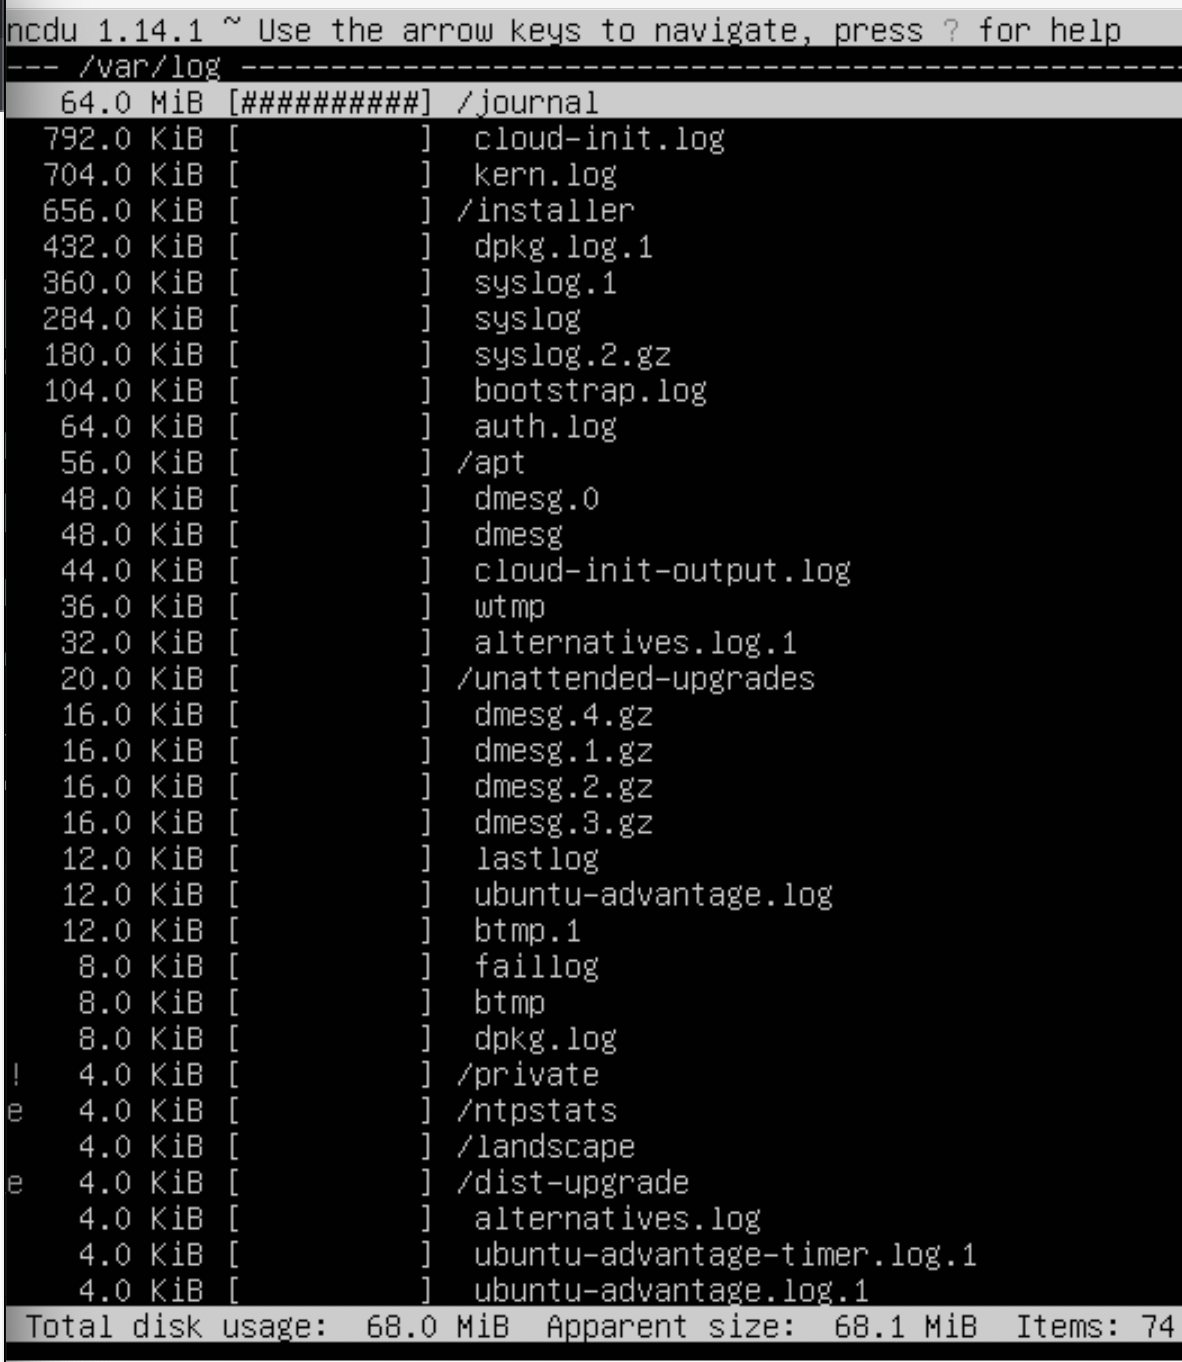 ncdu 1.14.1 ~ Use the arrow keys to navigate, press ? for help
--- /var/log ----------------------------------------------------
   64.0 MiB [##########] /journal
  792.0 KiB [          ]  cloud-init.log
  704.0 KiB [          ]  kern.log
  656.0 KiB [          ] /installer
  432.0 KiB [          ]  dpkg.log.1
  360.0 KiB [          ]  syslog.1
  284.0 KiB [          ]  syslog
  180.0 KiB [          ]  syslog.2.gz
  104.0 KiB [          ]  bootstrap.log
   64.0 KiB [          ]  auth.log
   56.0 KiB [          ] /apt
   48.0 KiB [          ]  dmesg.0
   48.0 KiB [          ]  dmesg
   44.0 KiB [          ]  cloud-init-output.log
   36.0 KiB [          ]  wtmp
   32.0 KiB [          ]  alternatives.log.1
   20.0 KiB [          ] /unattended-upgrades
   16.0 KiB [          ]  dmesg.4.gz
   16.0 KiB [          ]  dmesg.1.gz
   16.0 KiB [          ]  dmesg.2.gz
   16.0 KiB [          ]  dmesg.3.gz
   12.0 KiB [          ]  lastlog
   12.0 KiB [          ]  ubuntu-advantage.log
   12.0 KiB [          ]  btmp.1
    8.0 KiB [          ]  faillog
    8.0 KiB [          ]  btmp
    8.0 KiB [          ]  dpkg.log
!   4.0 KiB [          ] /private
e   4.0 KiB [          ] /ntpstats
    4.0 KiB [          ] /landscape
e   4.0 KiB [          ] /dist-upgrade
    4.0 KiB [          ]  alternatives.log
    4.0 KiB [          ]  ubuntu-advantage-timer.log.1
    4.0 KiB [          ]  ubuntu-advantage.log.1
 Total disk usage:  68.0 MiB  Apparent size:  68.1 MiB  Items: 74